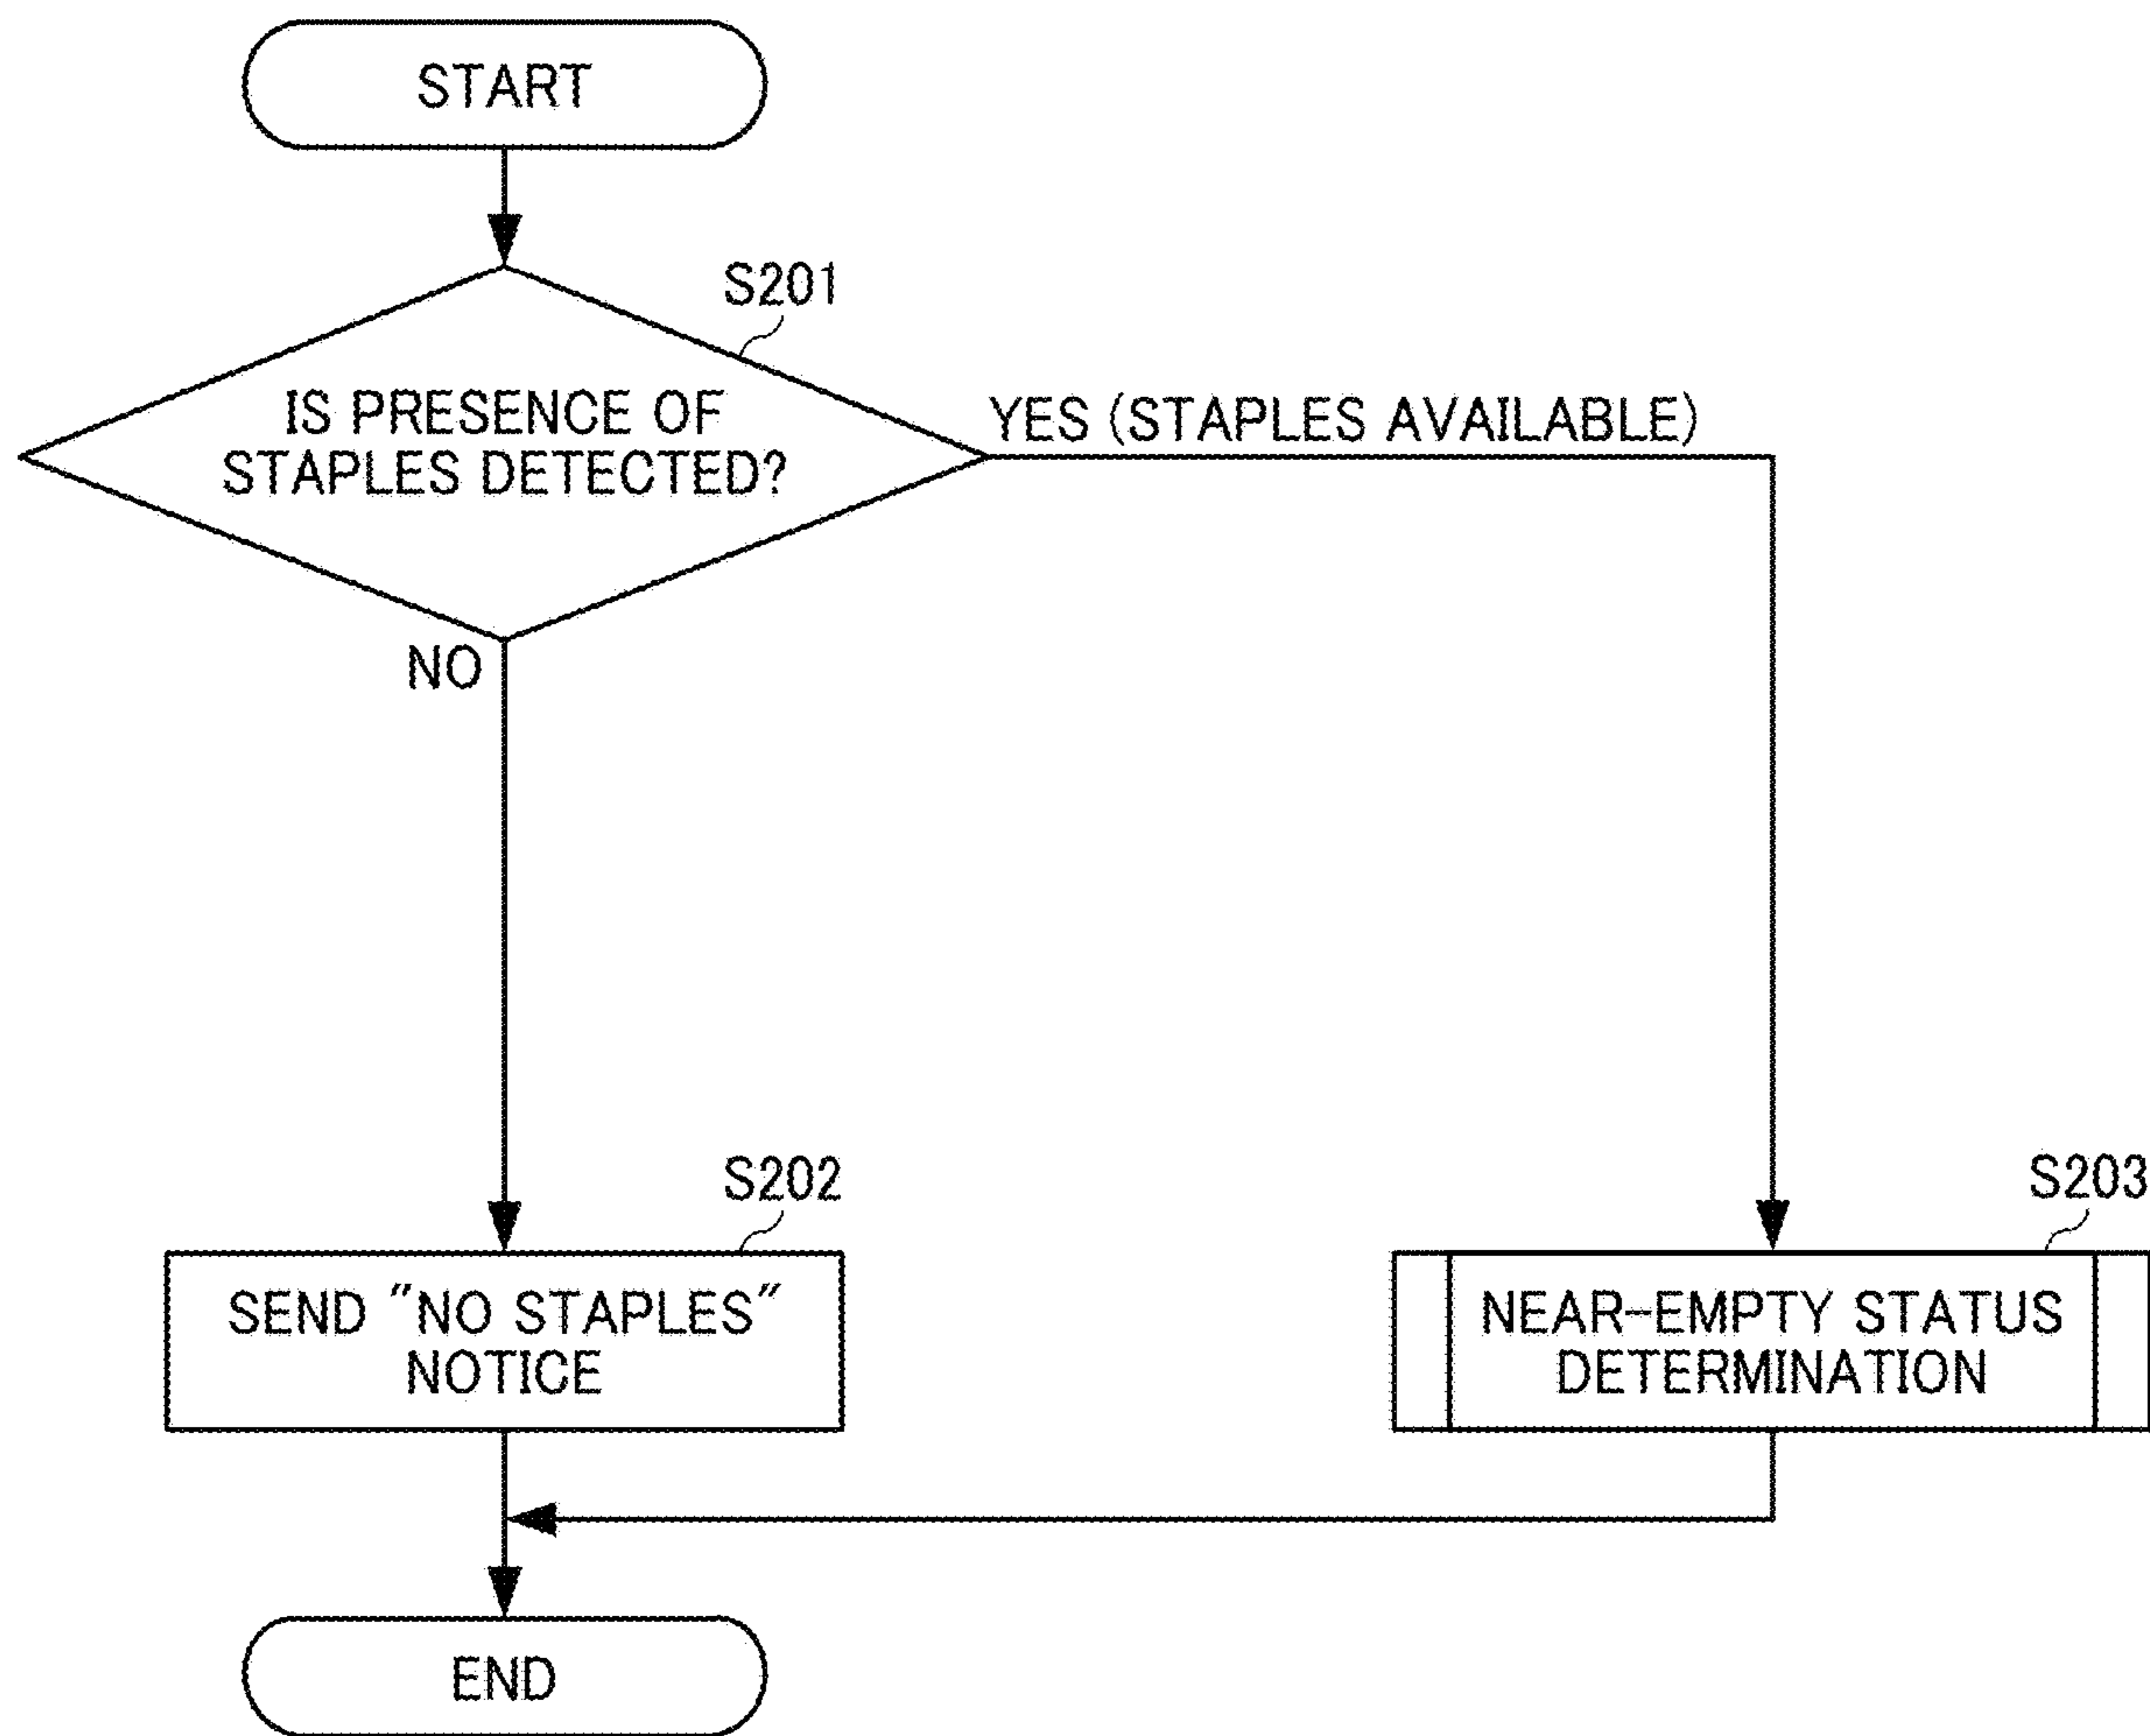 START
S201
IS PRESENCE OF
STAPLES DETECTED?
YES (STAPLES AVAILABLE)
NO
S202
SEND "NO STAPLES"
NOTICE
S203
NEAR-EMPTY STATUS
DETERMINATION
END